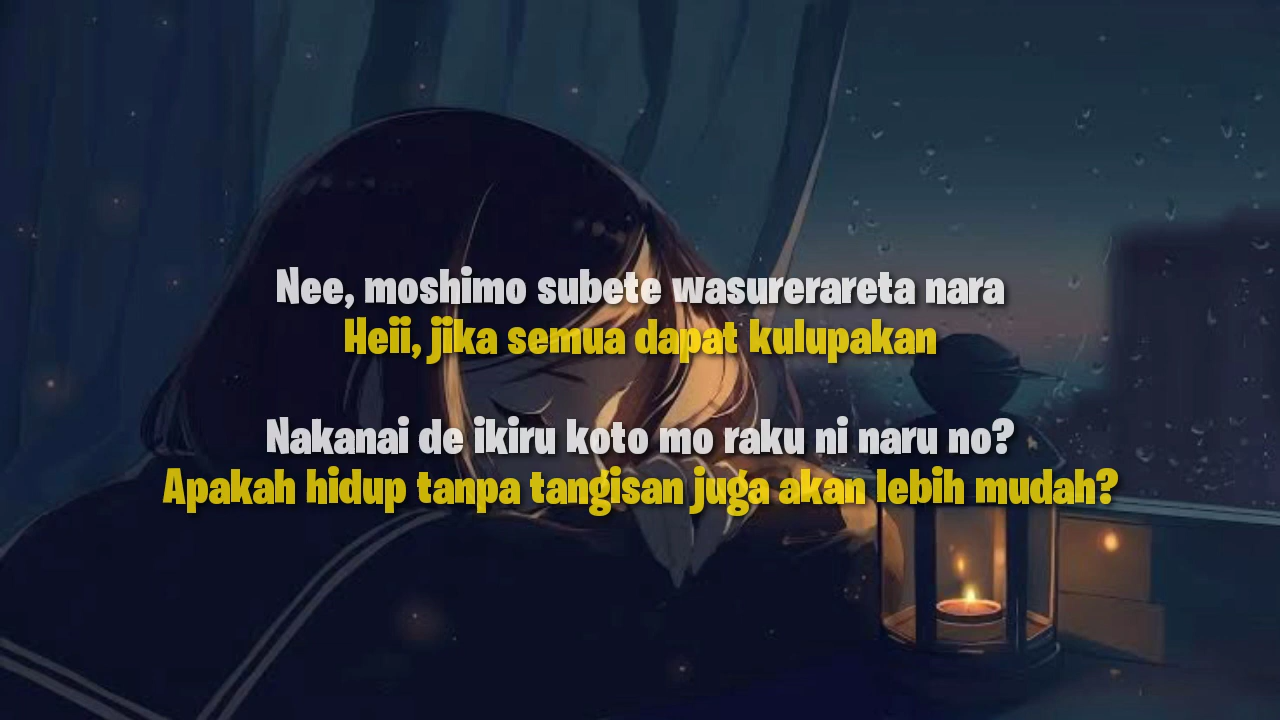 Nee, moshimo subete wasurerareta nara
Heii, jika semua dapat kulupakan
Nakanai de ikiru koto mo raku ni naru no?
Apakah hidup tanpa tangisan juga akan lebih mudah?